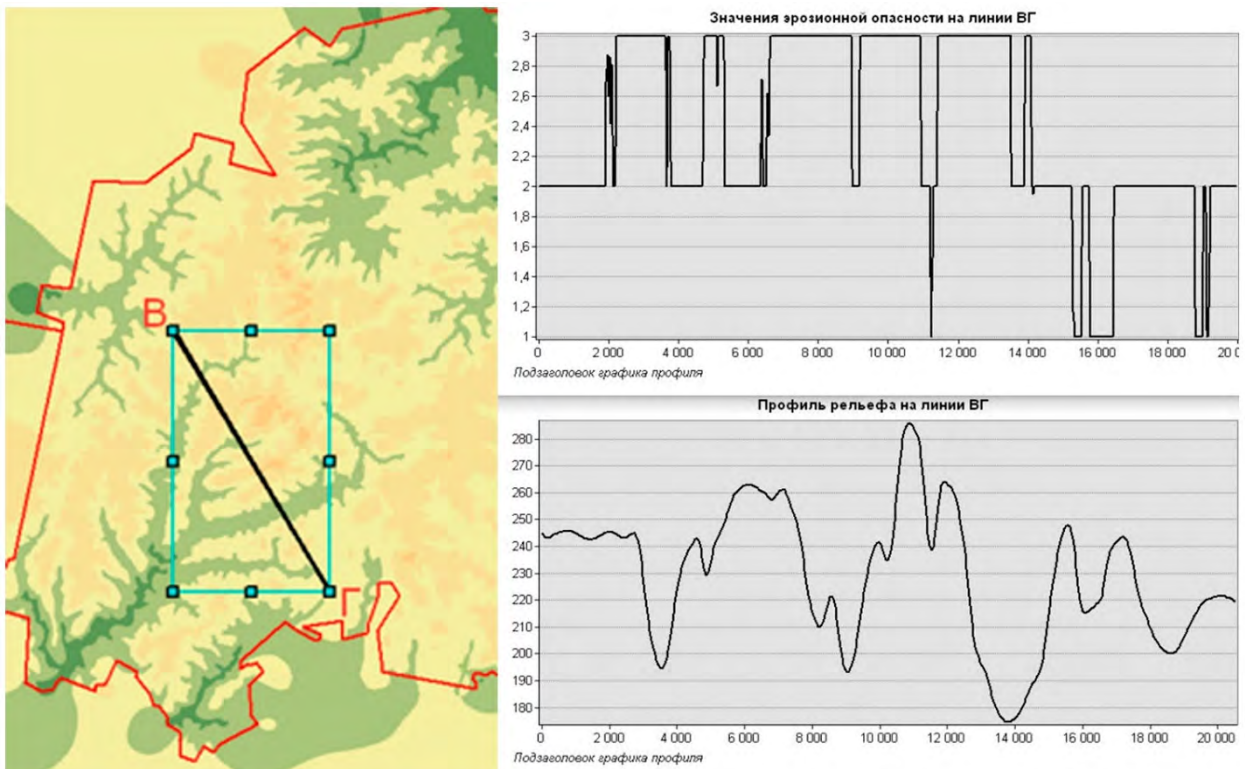 В
Г
Значения эрозионной опасности на линии ВГ
3
2,8
2,6
2,4
2,2
2
1,8
1,6
1,4
1,2
1
0 2 000 4 000 6 000 8 000 10 000 12 000 14 000 16 000 18 000 20 0
Подзаголовок графика профиля
Профиль рельефа на линии ВГ
280
270
260
250
240
230
220
210
200
190
180
0 2 000 4 000 6 000 8 000 10 000 12 000 14 000 16 000 18 000 20 000
Подзаголовок графика профиля